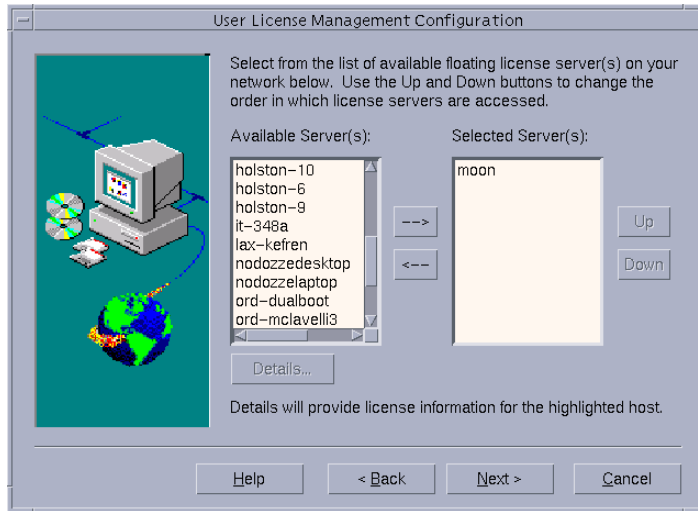 User License Management Configuration
Select from the list of available floating license server(s) on your
network below. Use the Up and Down buttons to change the
order in which license servers are accessed.
Available Server(s):
Selected Server(s):
holston-10
holston-6
holston-9
it-348a
lax-kefren
nodozzedesktop
nodozzelaptop
ord-dualboot
ord-mclavelli3
-->
<--
moon
Up
Down
Details...
Details will provide license information for the highlighted host.
Help
< Back
Next >
Cancel